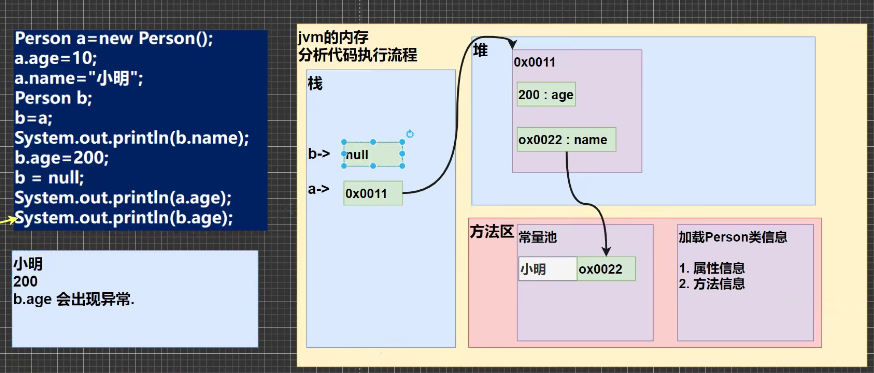 Person a=new Person();
a.age=10;
a.name="小明";
Person b;
b=a;
System.out.println(b.name);
b.age=200;
b = null;
System.out.println(a.age);
System.out.println(b.age);
小明
200
b.age 会出现异常.
jvm的内存
分析代码执行流程
栈
b->
null
a->
0x0011
堆
0x0011
200 : age
ox0022 : name
方法区
常量池
小明
ox0022
加载Person类信息
1. 属性信息
2. 方法信息